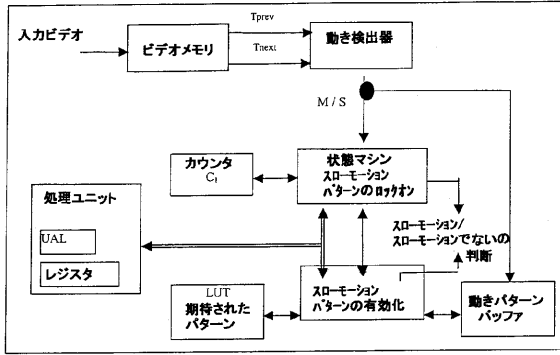 入力ビデオ
ビデオメモリ
Tprev
Tnext
動き検出器
M / S
カウンタ
C₁
状態マシン
スローモーション
パターンのロックオン
処理ユニット
UAL
レジスタ
スローモーション/
スローモーションでないの
判断
LUT
期待された
パターン
スローモーション
パターンの有効化
動きパターン
バッファ